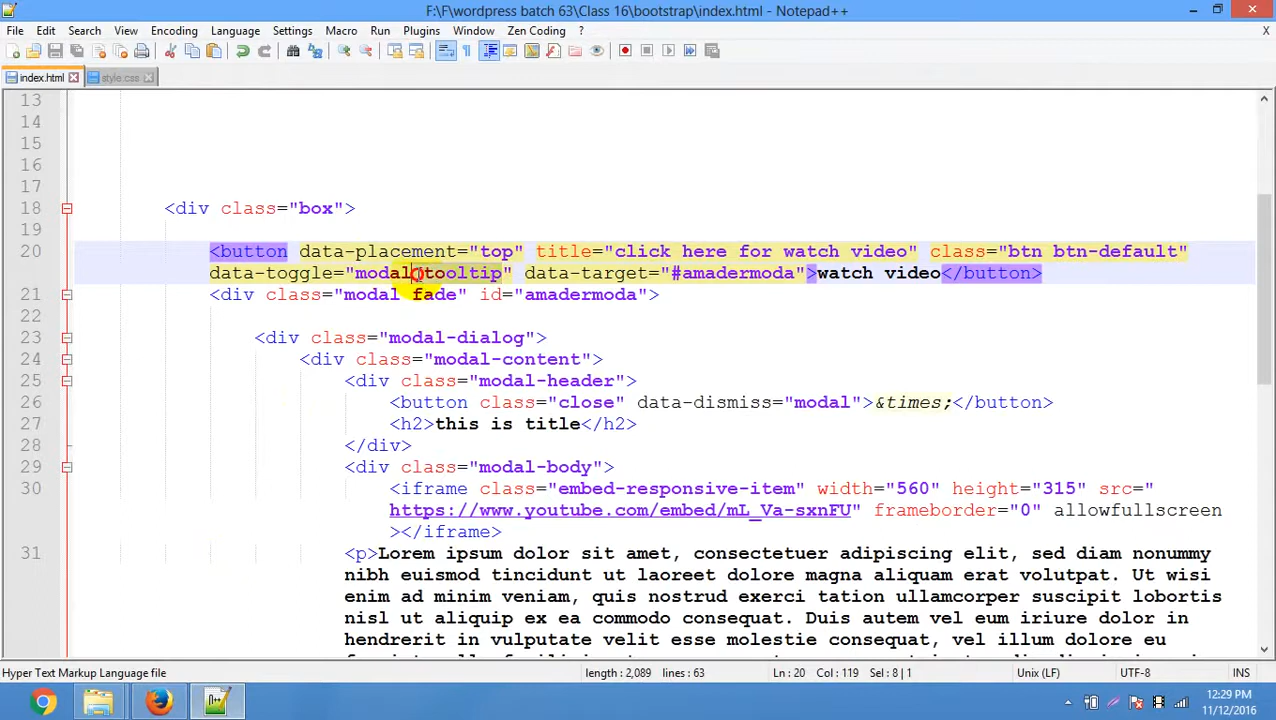 F:\F\wordpress batch 63\Class 16\bootstrap\index.html - Notepad++
File Edit Search View Encoding Language Settings Macro Run Plugins Window Zen Coding ? X
index.html style.css
13
14
15
16
17
18 <div class="box">
19
20 <button data-placement="top" title="click here for watch video" class="btn btn-default"
data-toggle="modal tooltip" data-target="#amadermoda">watch video</button>
21 <div class="modal fade" id="amadermoda">
22
23 <div class="modal-dialog">
24 <div class="modal-content">
25 <div class="modal-header">
26 <button class="close" data-dismiss="modal">&times;</button>
27 <h2>this is title</h2>
28 </div>
29 <div class="modal-body">
30 <iframe class="embed-responsive-item" width="560" height="315" src="
https://www.youtube.com/embed/mL_Va-sxnFU" frameborder="0" allowfullscreen
></iframe>
31 <p>Lorem ipsum dolor sit amet, consectetuer adipiscing elit, sed diam nonummy
nibh euismod tincidunt ut laoreet dolore magna aliquam erat volutpat. Ut wisi
enim ad minim veniam, quis nostrud exerci tation ullamcorper suscipit lobortis
nisl ut aliquip ex ea commodo consequat. Duis autem vel eum iriure dolor in
hendrerit in vulputate velit esse molestie consequat, vel illum dolore eu
Hyper Text Markup Language file length : 2,089 lines : 63 Ln : 20 Col : 119 Sel : 8 | 1 Unix (LF) UTF-8 INS
12:29 PM
11/12/2016